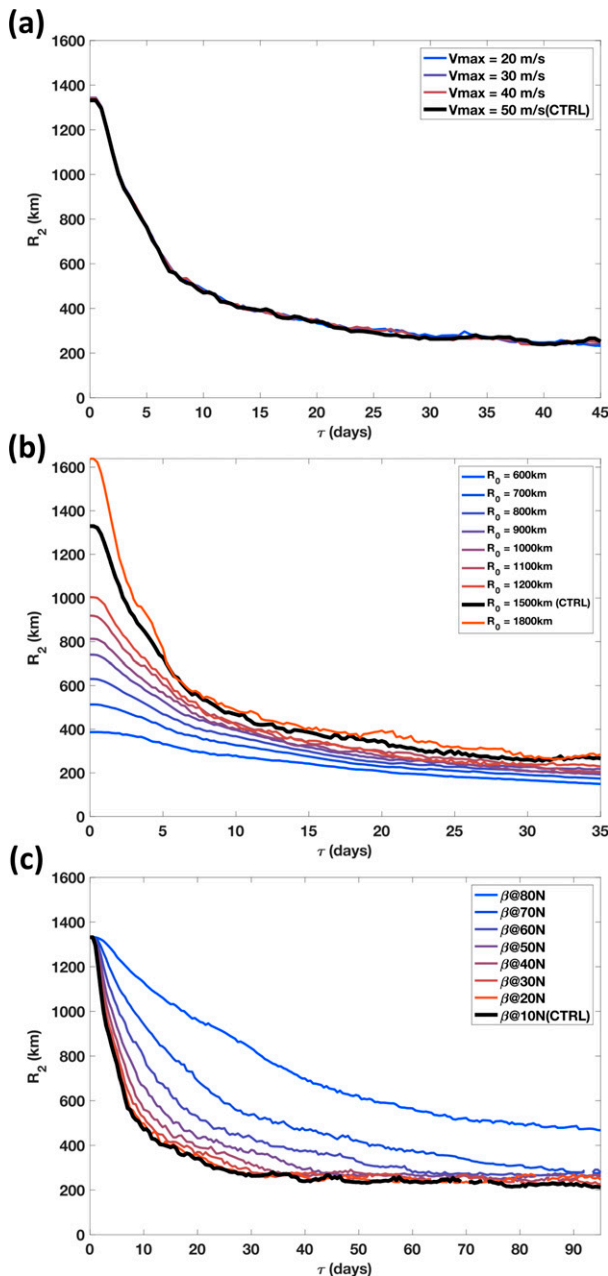 (a)
1600
1400
1200
1000
800
600
400
200
0
R2 (km)
Vmax = 20 m/s
Vmax = 30 m/s
Vmax = 40 m/s
Vmax = 50 m/s(CTRL)
0 5 10 15 20 25 30 35 40 45
τ (days)
(b)
1600
1400
1200
1000
800
600
400
200
0
R2 (km)
R0 = 600km
R0 = 700km
R0 = 800km
R0 = 900km
R0 = 1000km
R0 = 1100km
R0 = 1200km
R0 = 1500km (CTRL)
R0 = 1800km
0 5 10 15 20 25 30 35
τ (days)
(c)
1600
1400
1200
1000
800
600
400
200
0
R2 (km)
β@80N
β@70N
β@60N
β@50N
β@40N
β@30N
β@20N
β@10N(CTRL)
0 10 20 30 40 50 60 70 80 90
τ (days)